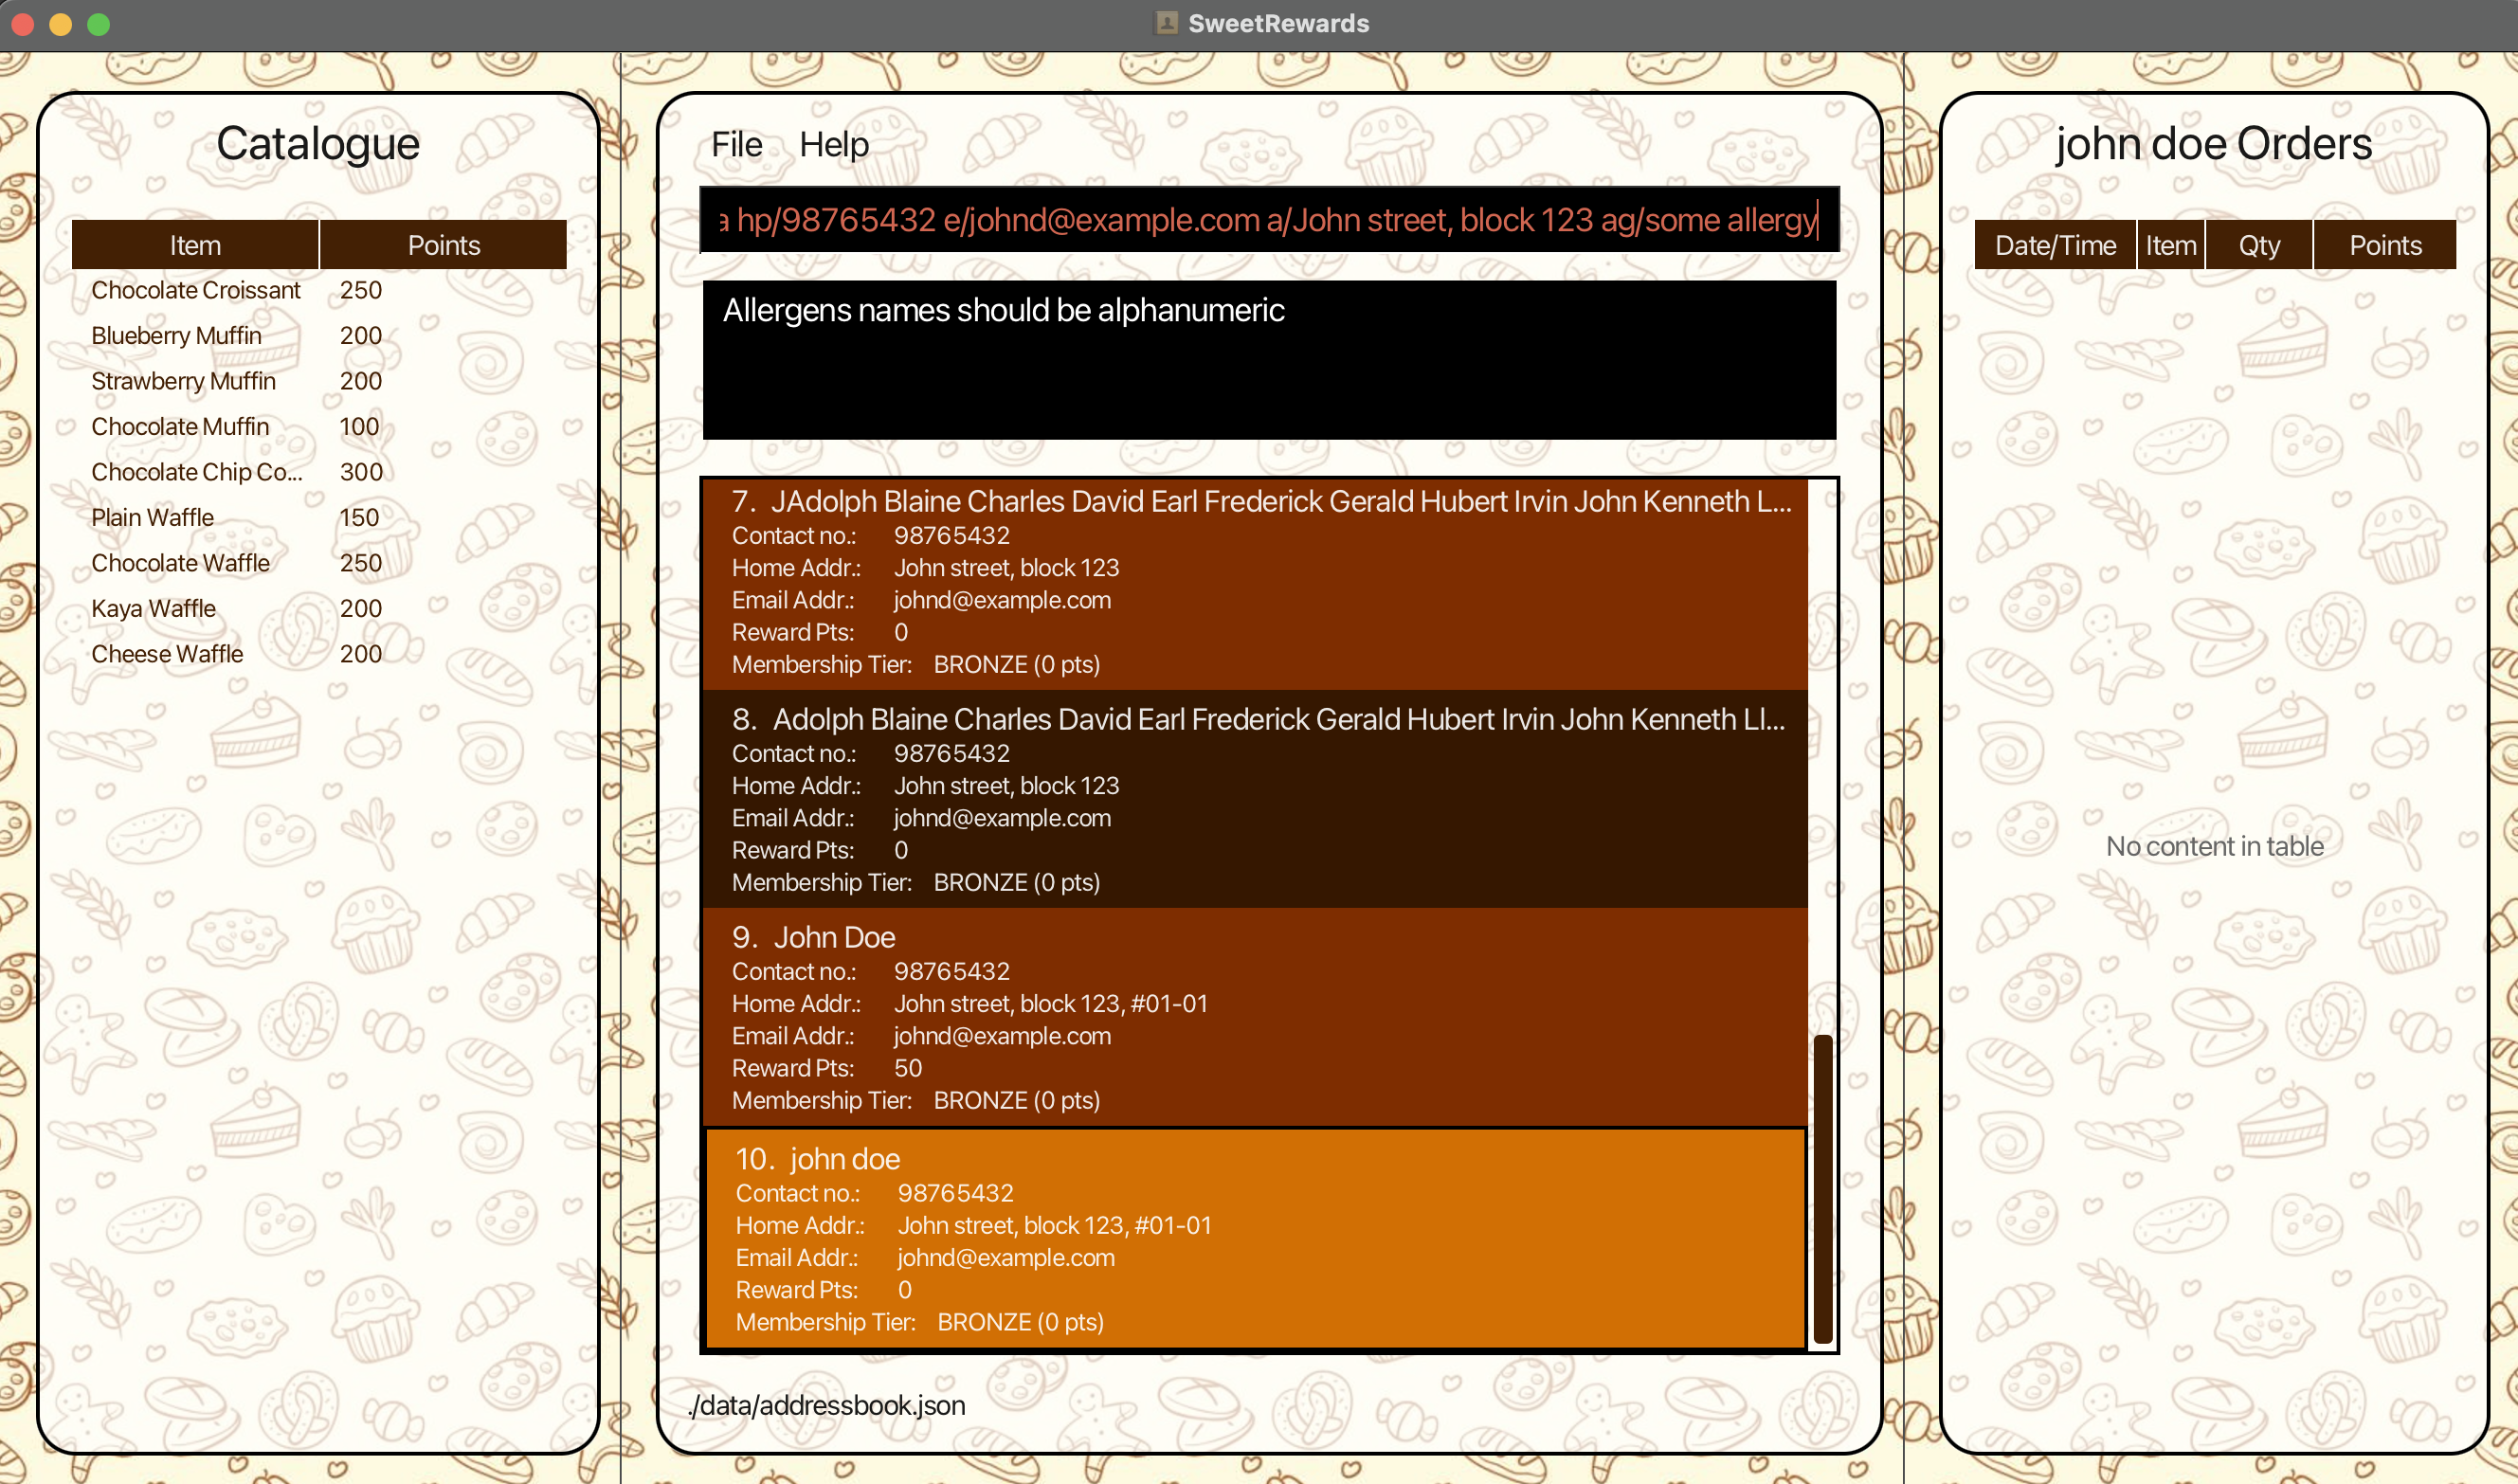 SweetRewards
Catalogue
Item Points
Chocolate Croissant 250
Blueberry Muffin 200
Strawberry Muffin 200
Chocolate Muffin 100
Chocolate Chip Co... 300
Plain Waffle 150
Chocolate Waffle 250
Kaya Waffle 200
Cheese Waffle 200
File Help
a hp/98765432 e/johnd@example.com a/John street, block 123 ag/some allergy
Allergens names should be alphanumeric
7. JAdolph Blaine Charles David Earl Frederick Gerald Hubert Irvin John Kenneth L...
Contact no.: 98765432
Home Addr.: John street, block 123
Email Addr.: johnd@example.com
Reward Pts: 0
Membership Tier: BRONZE (0 pts)
8. Adolph Blaine Charles David Earl Frederick Gerald Hubert Irvin John Kenneth Ll...
Contact no.: 98765432
Home Addr.: John street, block 123
Email Addr.: johnd@example.com
Reward Pts: 0
Membership Tier: BRONZE (0 pts)
9. John Doe
Contact no.: 98765432
Home Addr.: John street, block 123, #01-01
Email Addr.: johnd@example.com
Reward Pts: 50
Membership Tier: BRONZE (0 pts)
10. john doe
Contact no.: 98765432
Home Addr.: John street, block 123, #01-01
Email Addr.: johnd@example.com
Reward Pts: 0
Membership Tier: BRONZE (0 pts)
./data/addressbook.json
john doe Orders
Date/Time Item Qty Points
No content in table